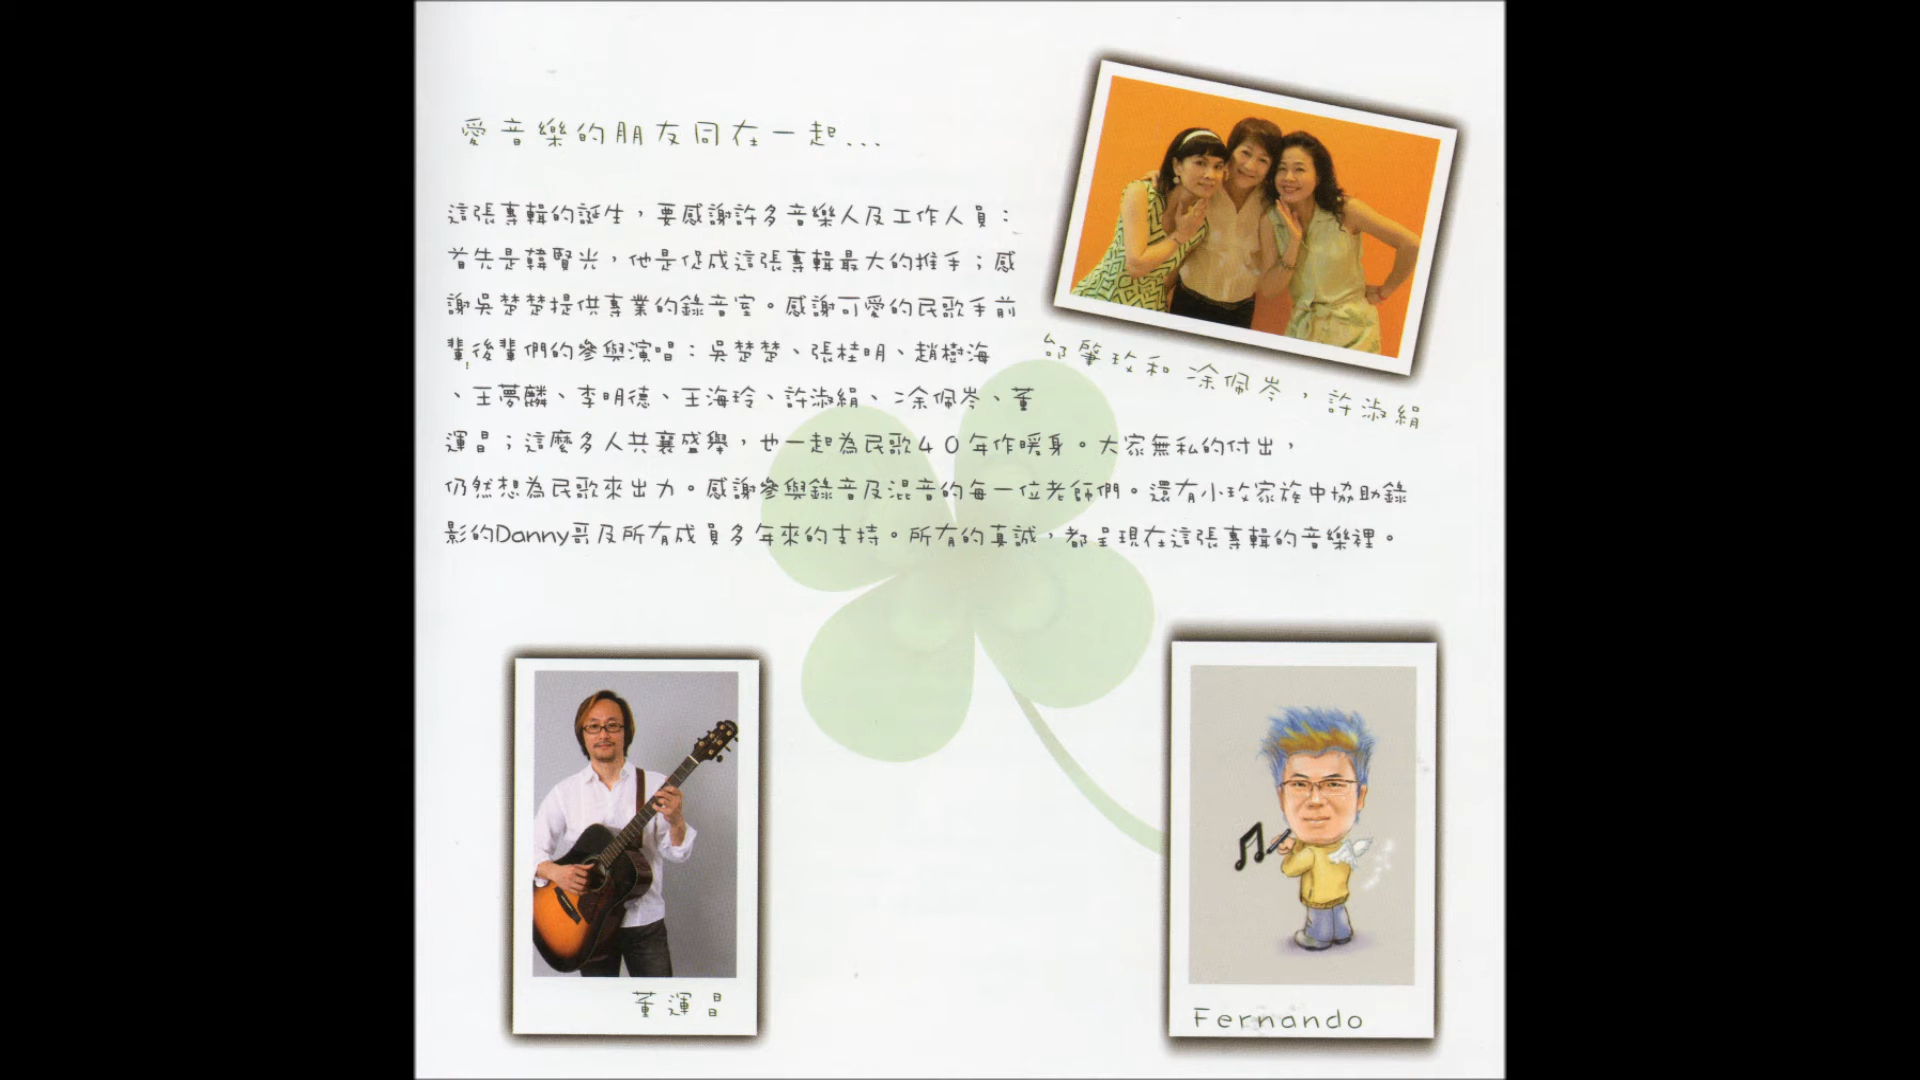 愛音樂的朋友同在一起...
這張專輯的誕生，要感謝許多音樂人及工作人員：
首先是韓賢光，他是促成這張專輯最大的推手；感
謝吳楚楚提供專業的錄音室。感謝可愛的民歌手前
輩後輩們的參與演唱：吳楚楚、張桂明、趙樹海
、王夢麟、李明德、王海玲、許淑絹、凃佩岑、董
運昌；這麼多人共襄盛舉，也一起為民歌40年作暖身。大家無私的付出，
仍然想為民歌來出力。感謝參與錄音及混音的每一位老師們。還有小玫家族中協助錄
影的Danny哥及所有成員多年來的支持。所有的真誠，都呈現在這張專輯的音樂裡。
邰肇玫和凃佩岑，許淑絹
董運昌
Fernando